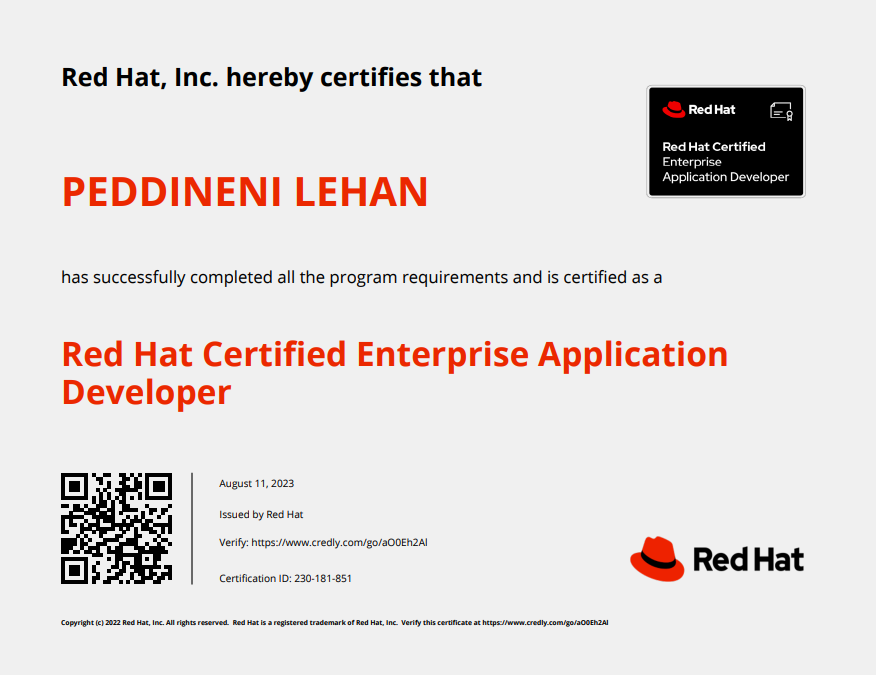 Red Hat, Inc. hereby certifies that
Red Hat
Red Hat Certified
Enterprise
Application Developer
PEDDINENI LEHAN
has successfully completed all the program requirements and is certified as a
Red Hat Certified Enterprise Application
Developer
August 11, 2023
Issued by Red Hat
Verify: https://www.credly.com/go/aO0Eh2Al
Certification ID: 230-181-851
Red Hat
Copyright (c) 2022 Red Hat, Inc. All rights reserved.  Red Hat is a registered trademark of Red Hat, Inc.  Verify this certificate at https://www.credly.com/go/aO0Eh2Al